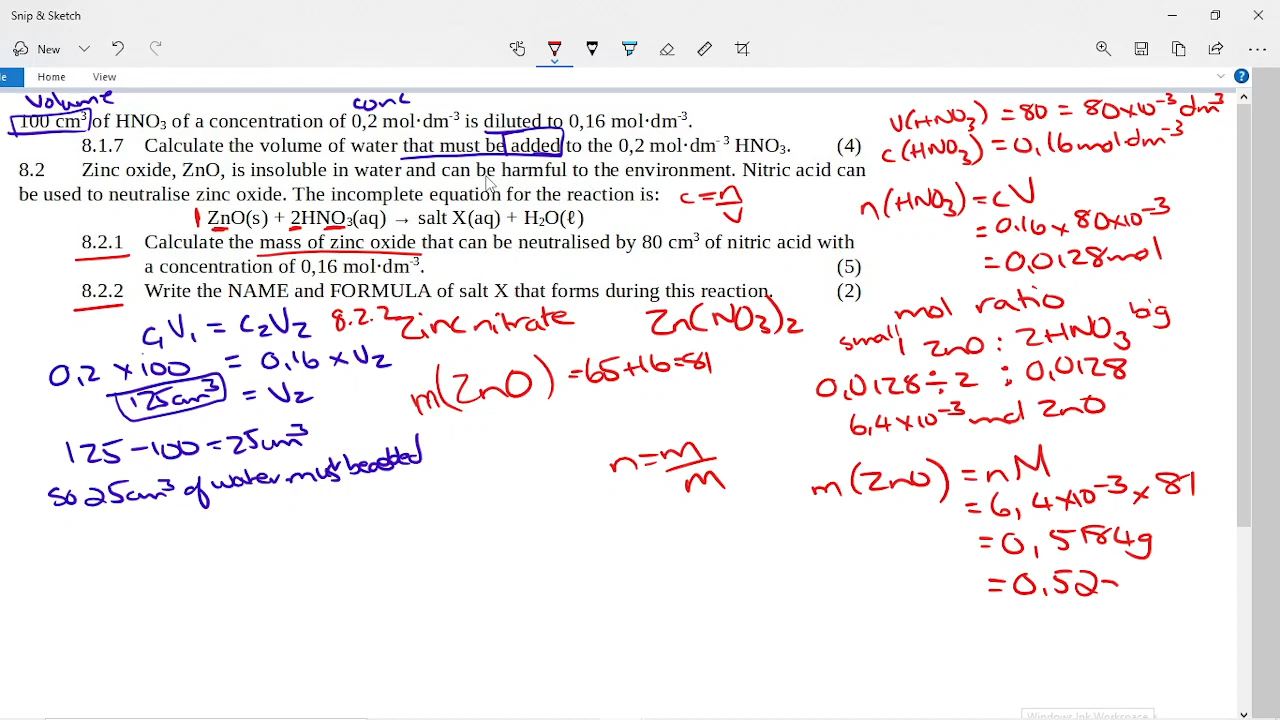 Snip & Sketch
New
Home
View
volume
conc
100 cm³ of HNO₃ of a concentration of 0,2 mol·dm⁻³ is diluted to 0,16 mol·dm⁻³.
8.1.7 Calculate the volume of water that must be added to the 0,2 mol·dm⁻³ HNO₃. (4)
8.2 Zinc oxide, ZnO, is insoluble in water and can be harmful to the environment. Nitric acid can
be used to neutralise zinc oxide. The incomplete equation for the reaction is:
c = n/v
1 ZnO(s) + 2HNO₃(aq) → salt X(aq) + H₂O(ℓ)
8.2.1 Calculate the mass of zinc oxide that can be neutralised by 80 cm³ of nitric acid with
a concentration of 0,16 mol·dm⁻³. (5)
8.2.2 Write the NAME and FORMULA of salt X that forms during this reaction. (2)
C₁V₁ = C₂V₂
0,2 × 100 = 0,16 × V₂
125cm³ = V₂
125 - 100 = 25cm³
so 25cm³ of water must be added
8.2.2 Zinc nitrate Zn(NO₃)₂
m(ZnO) = 65+16=81
n = m/m
V(HNO₃) = 80 = 80×10⁻³ dm³
c(HNO₃) = 0,16 mol dm⁻³
n(HNO₃) = cV
= 0.16 × 80×10⁻³
= 0,0128 mol
mol ratio
small big
1 ZnO : 2HNO₃
0,0128 ÷ 2 : 0,0128
6,4×10⁻³ mol ZnO
m(ZnO) = nM
= 6,4×10⁻³ × 81
= 0,5184g
= 0,52
Windows Ink Workspace